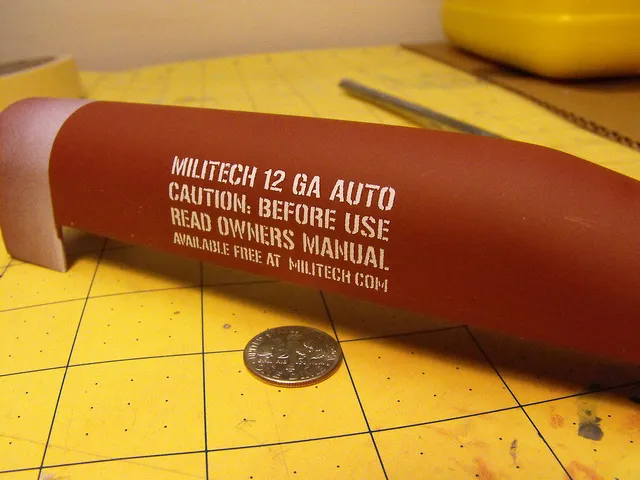 MILITECH 12 GA AUTO
CAUTION: BEFORE USE
READ OWNERS MANUAL
AVAILABLE FREE AT MILITECH.COM